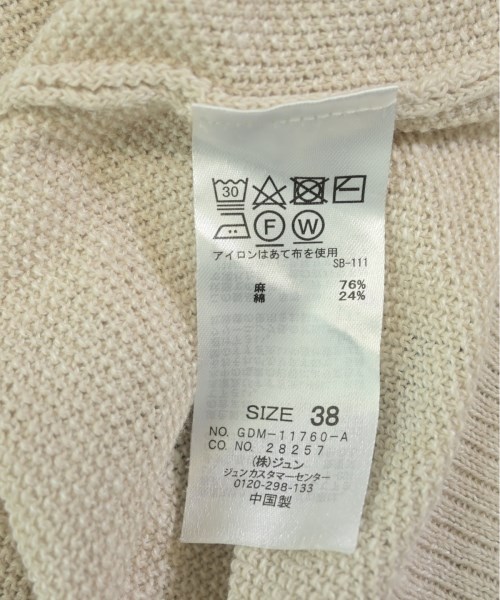 30
F W
アイロンはあて布を使用
SB-111
麻 76%
綿 24%
SIZE 38
NO. GDM-11760-A
CO. NO. 28257
(株)ジュン
ジュンカスタマーセンター
0120-298-133
中国製